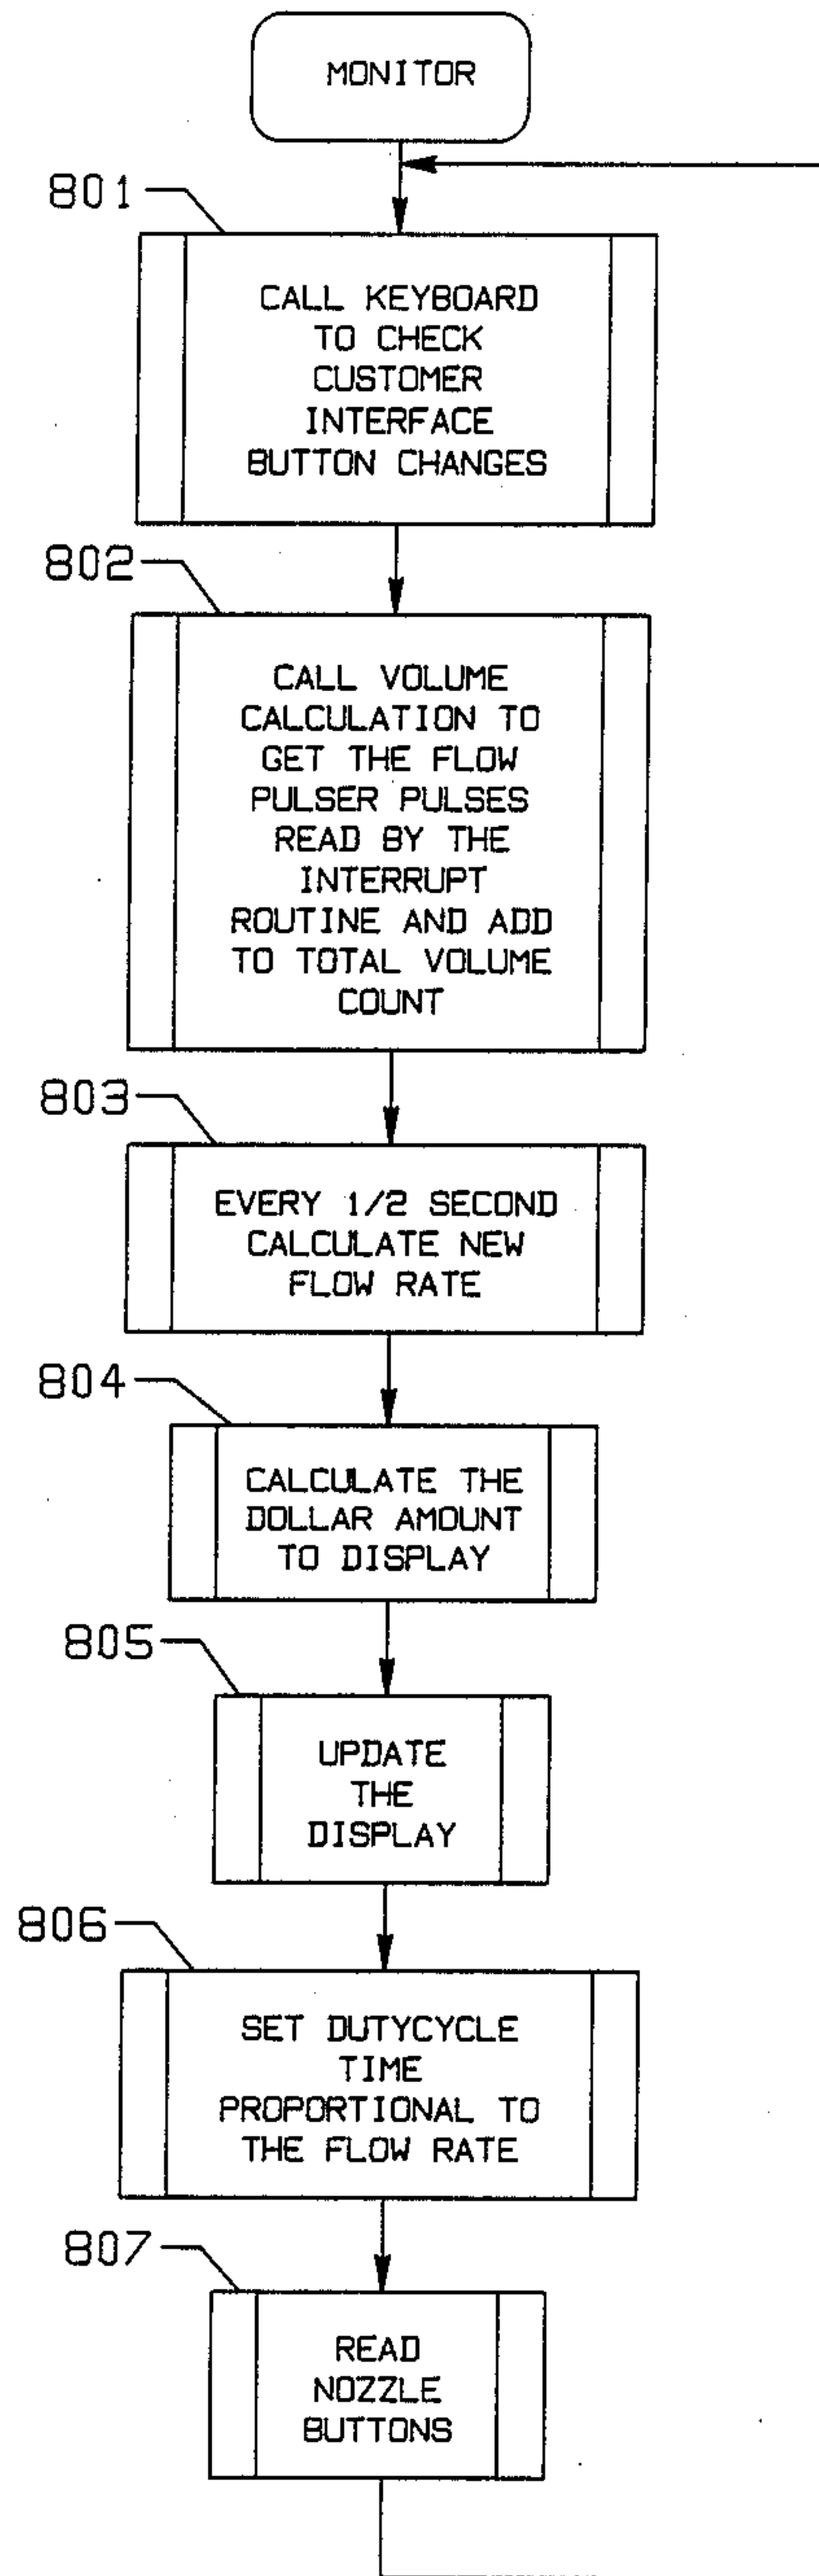 MONITOR
801
CALL KEYBOARD
TO CHECK
CUSTOMER
INTERFACE
BUTTON CHANGES
802
CALL VOLUME
CALCULATION TO
GET THE FLOW
PULSER PULSES
READ BY THE
INTERRUPT
ROUTINE AND ADD
TO TOTAL VOLUME
COUNT
803
EVERY 1/2 SECOND
CALCULATE NEW
FLOW RATE
804
CALCULATE THE
DOLLAR AMOUNT
TO DISPLAY
805
UPDATE
THE
DISPLAY
806
SET DUTYCYCLE
TIME
PROPORTIONAL TO
THE FLOW RATE
807
READ
NOZZLE
BUTTONS